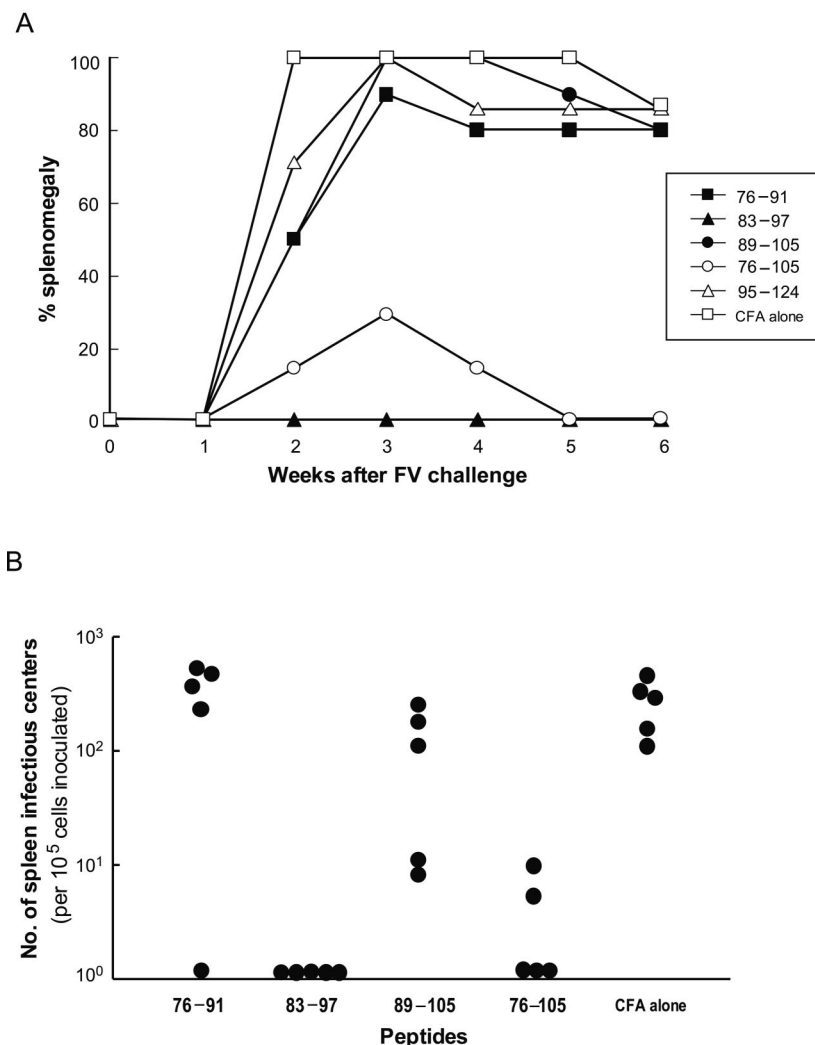 A
100
80
60
40
20
0
% splenomegaly
0 1 2 3 4 5 6
Weeks after FV challenge
76–91
83–97
89–105
76–105
95–124
CFA alone
B
No. of spleen infectious centers
(per 10⁵ cells inoculated)
10³
10²
10¹
10⁰
76–91 83–97 89–105 76–105 CFA alone
Peptides